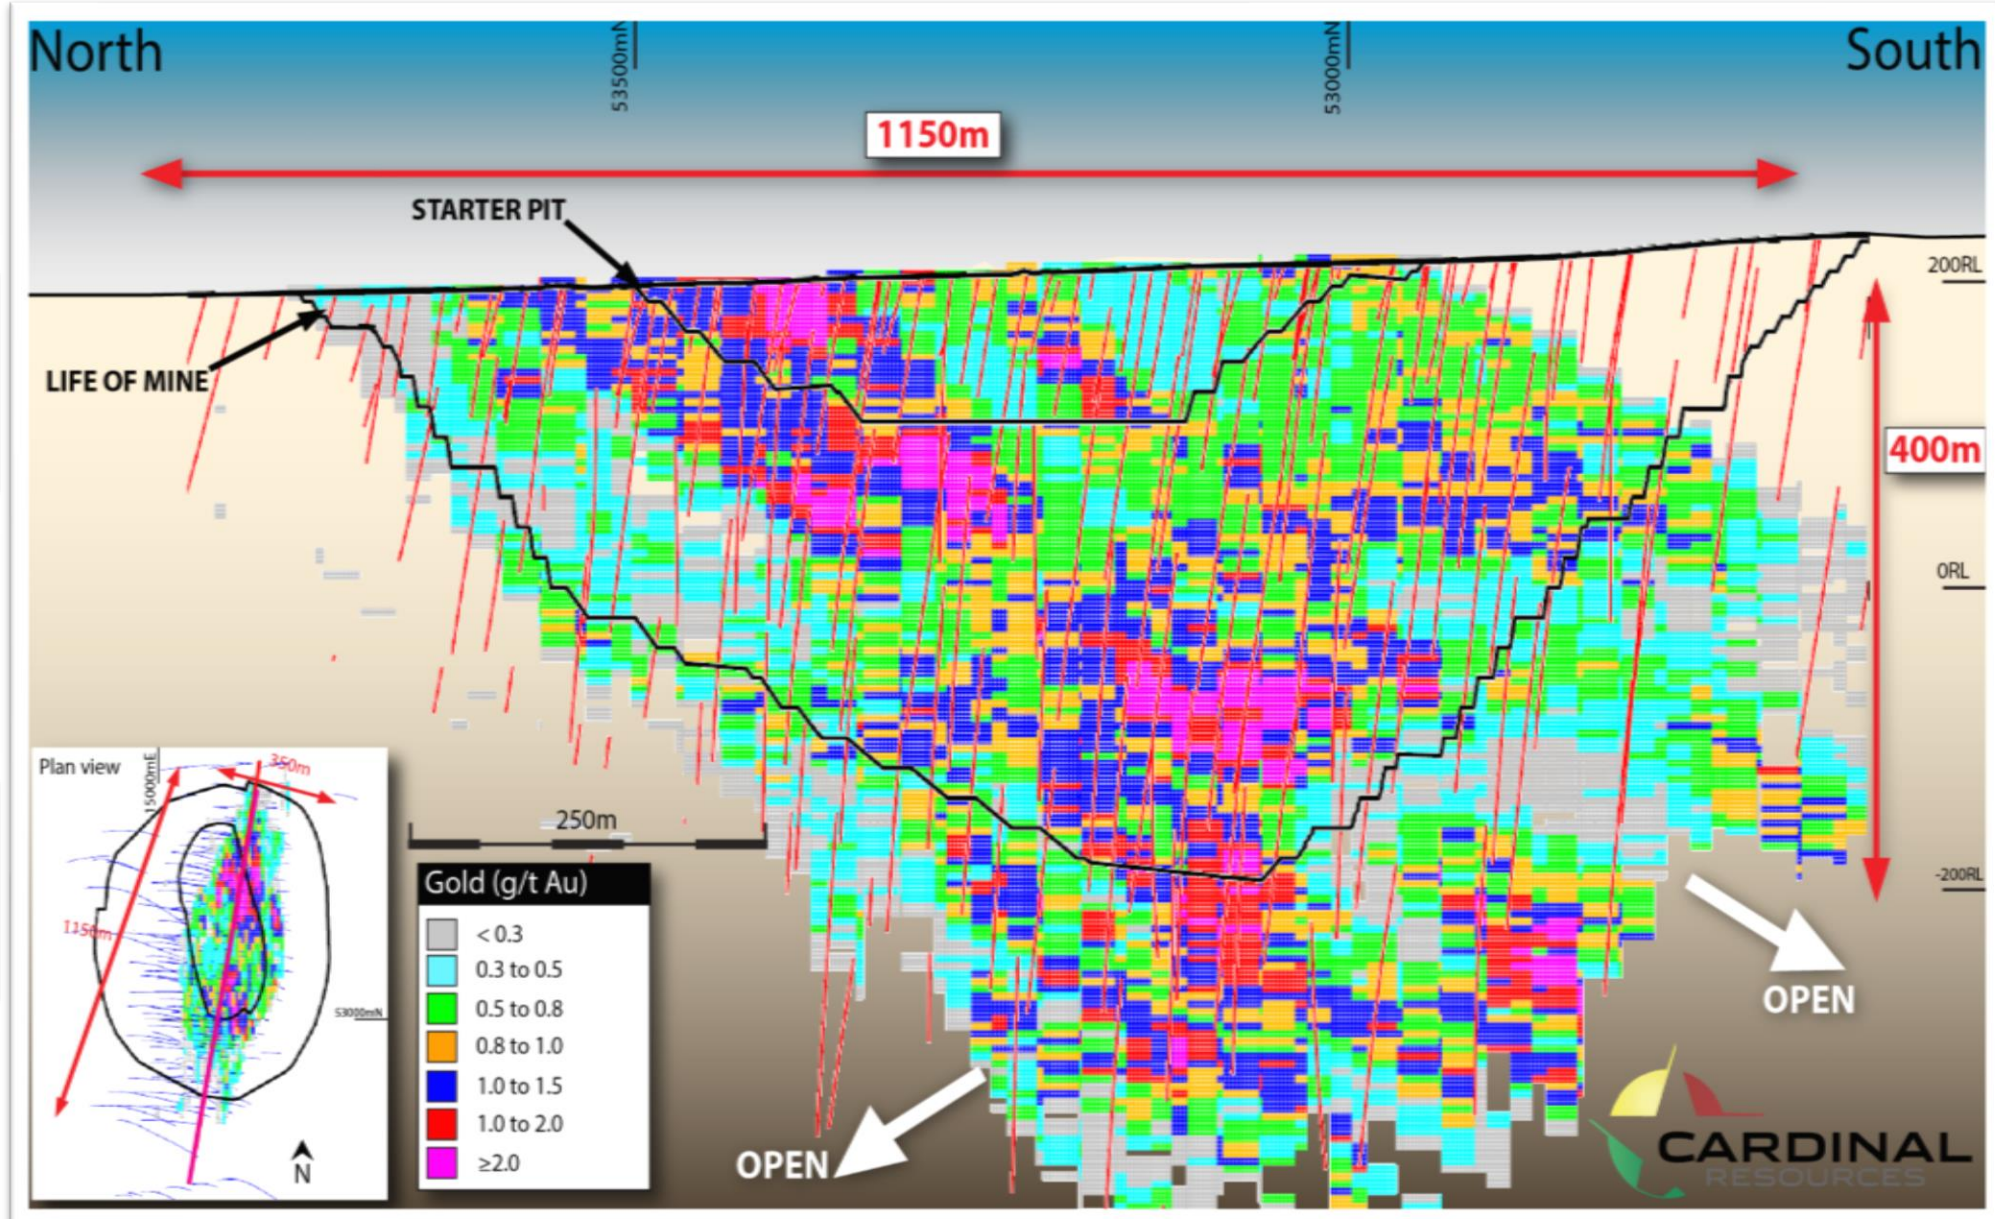 North
53500mN
53000mN
South
1150m
STARTER PIT
LIFE OF MINE
200RL
400m
0RL
-200RL
Plan view
15000mE
350m
1150m
53000mN
N
250m
Gold (g/t Au)
< 0.3
0.3 to 0.5
0.5 to 0.8
0.8 to 1.0
1.0 to 1.5
1.0 to 2.0
≥2.0
OPEN
OPEN
CARDINAL
RESOURCES